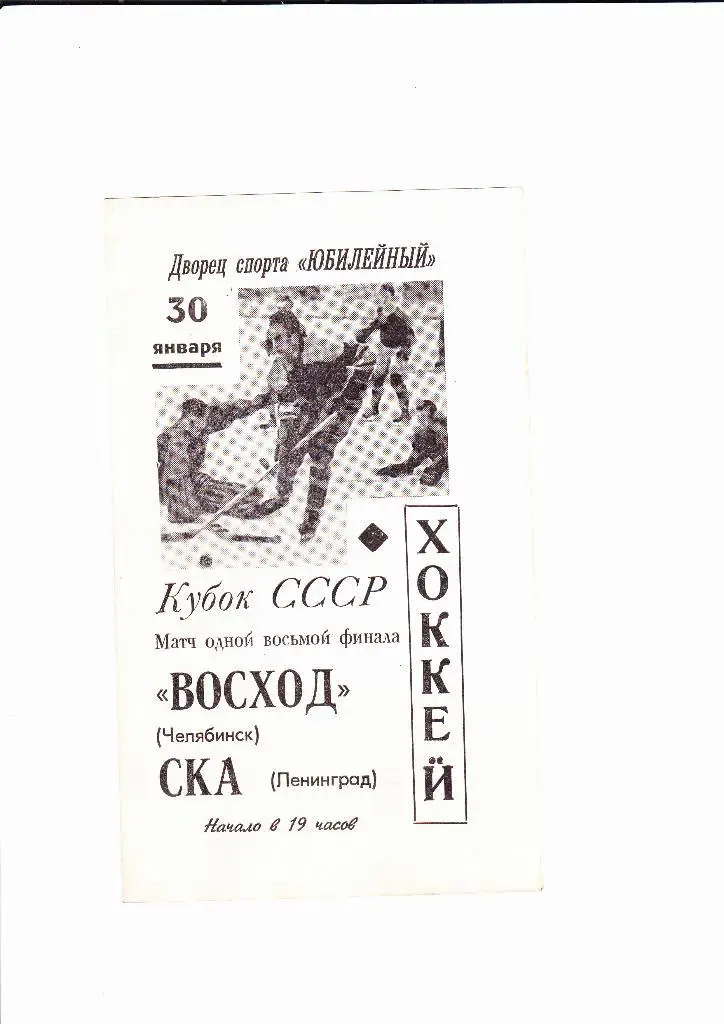 Дворец спорта «ЮБИЛЕЙНЫЙ»
30
января
ХОККЕЙ
Кубок СССР
Матч одной восьмой финала
«ВОСХОД»
(Челябинск)
СКА (Ленинград)
Начало в 19 часов